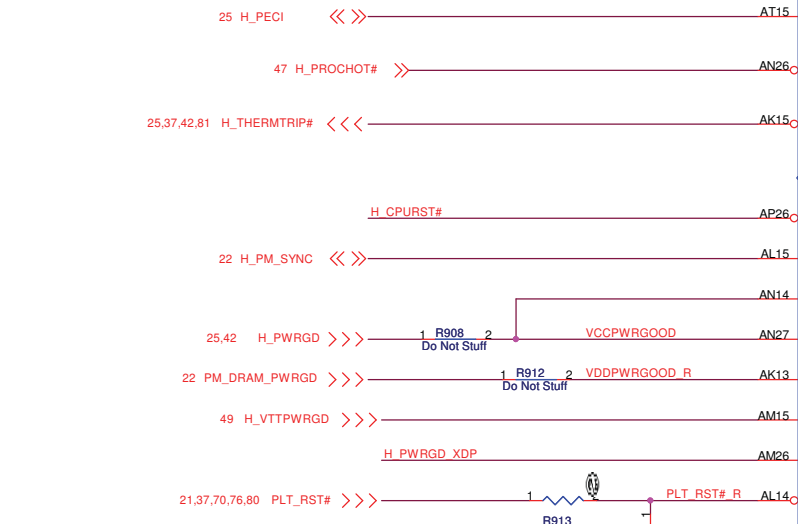 25 H_PECI AT15
47 H_PROCHOT# AN26
25,37,42,81 H_THERMTRIP# AK15
H_CPURST# AP26
22 H_PM_SYNC AL15
AN14
25,42 H_PWRGD 1 R908 2 VCCPWRGOOD AN27
Do Not Stuff
22 PM_DRAM_PWRGD 1 R912 2 VDDPWRGOOD_R AK13
Do Not Stuff
49 H_VTTPWRGD AM15
H_PWRGD_XDP AM26
21,37,70,76,80 PLT_RST# 1 2 PLT_RST#_R AL14
R913 1